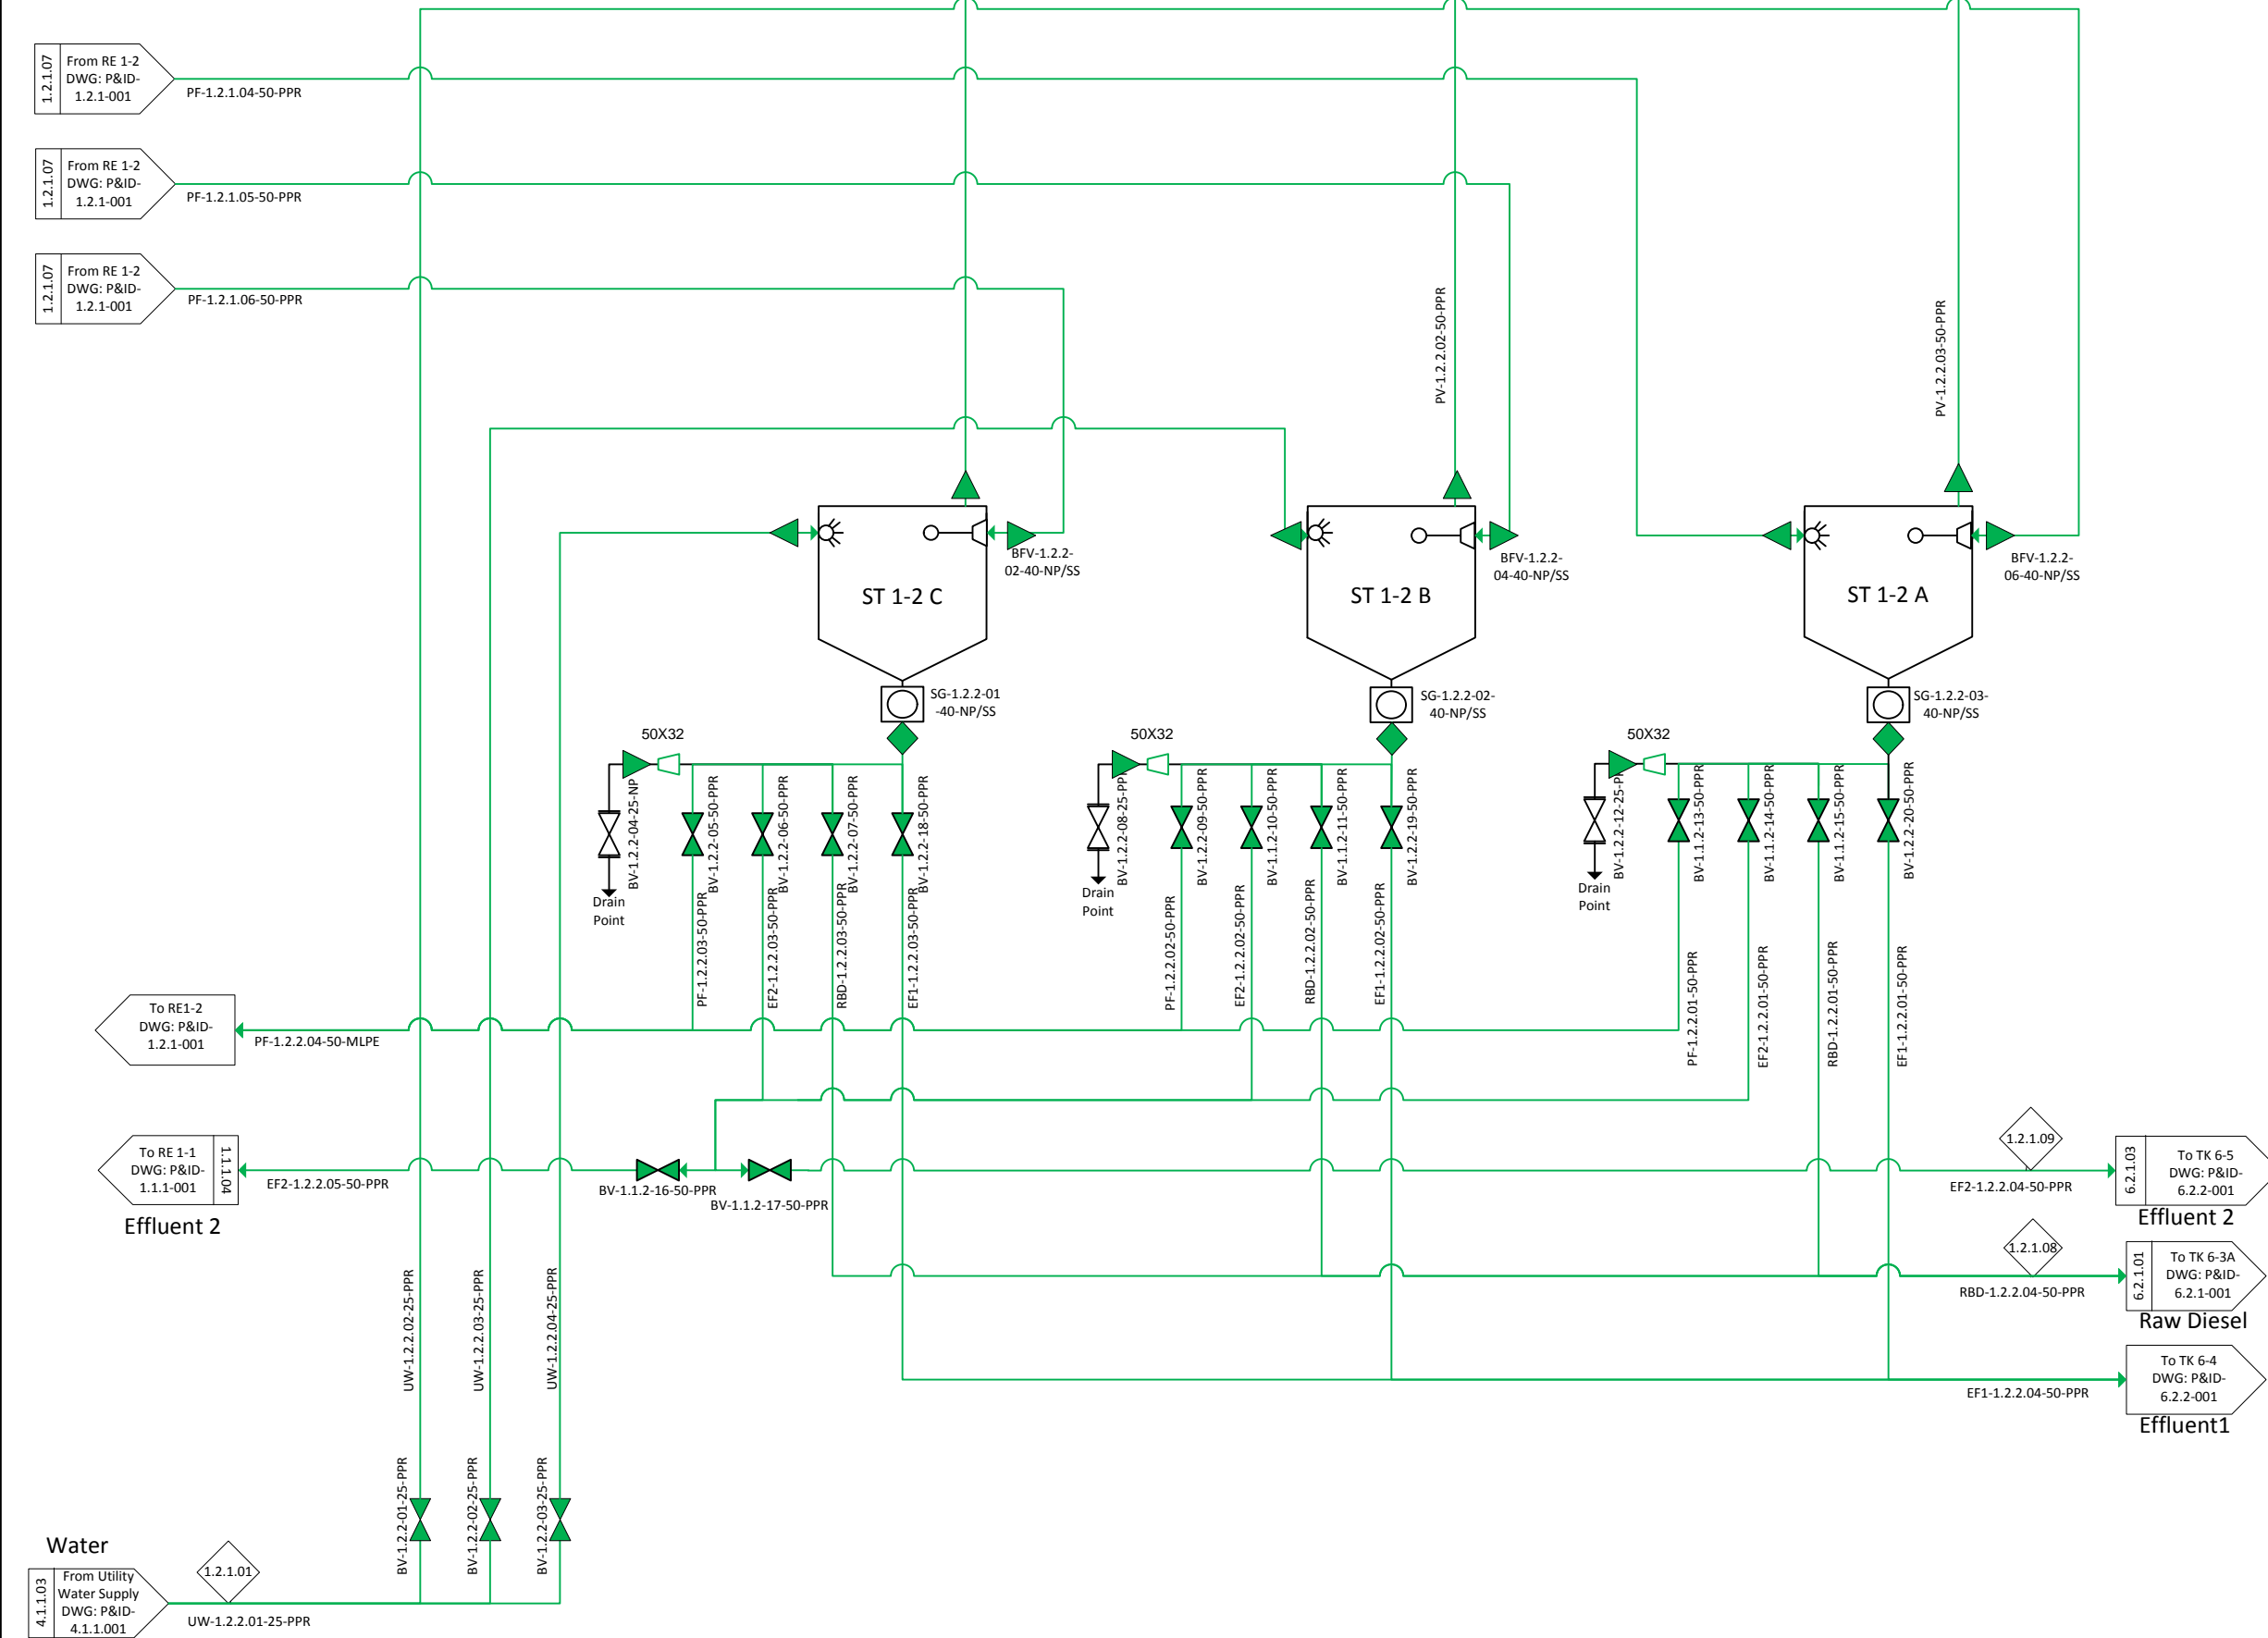 1.2.1.07
From RE 1-2
DWG: P&ID-
1.2.1-001
PF-1.2.1.04-50-PPR
1.2.1.07
From RE 1-2
DWG: P&ID-
1.2.1-001
PF-1.2.1.05-50-PPR
1.2.1.07
From RE 1-2
DWG: P&ID-
1.2.1-001
PF-1.2.1.06-50-PPR
PV-1.2.2.02-50-PPR
PV-1.2.2.03-50-PPR
BFV-1.2.2-
02-40-NP/SS
BFV-1.2.2-
04-40-NP/SS
BFV-1.2.2-
06-40-NP/SS
ST 1-2 C
ST 1-2 B
ST 1-2 A
SG-1.2.2-01
-40-NP/SS
SG-1.2.2-02-
40-NP/SS
SG-1.2.2-03-
40-NP/SS
50X32
50X32
50X32
BV-1.2.2-04-25-NP
BV-1.2.2-05-50-PPR
BV-1.2.2-06-50-PPR
BV-1.2.2-07-50-PPR
BV-1.2.2-18-50-PPR
BV-1.2.2-08-25-PP
BV-1.2.2-09-50-PPR
BV-1.1.2-10-50-PPR
BV-1.1.2-11-50-PPR
BV-1.2.2-19-50-PPR
BV-1.2.2-12-25-P
BV-1.1.2-13-50-PPR
BV-1.1.2-14-50-PPR
BV-1.1.2-15-50-PPR
BV-1.2.2-20-50-PPR
Drain
Point
Drain
Point
Drain
Point
PF-1.2.2.03-50-PPR
EF2-1.2.2.03-50-PPR
RBD-1.2.2.03-50-PPR
EF1-1.2.2.03-50-PPR
PF-1.2.2.02-50-PPR
EF2-1.2.2.02-50-PPR
RBD-1.2.2.02-50-PPR
EF1-1.2.2.02-50-PPR
PF-1.2.2.01-50-PPR
EF2-1.2.2.01-50-PPR
RBD-1.2.2.01-50-PPR
EF1-1.2.2.01-50-PPR
To RE1-2
DWG: P&ID-
1.2.1-001
PF-1.2.2.04-50-MLPE
To RE 1-1
DWG: P&ID-
1.1.1-001
1.1.1.04
EF2-1.2.2.05-50-PPR
Effluent 2
BV-1.1.2-16-50-PPR
BV-1.1.2-17-50-PPR
1.2.1.09
EF2-1.2.2.04-50-PPR
6.2.1.03
To TK 6-5
DWG: P&ID-
6.2.2-001
Effluent 2
1.2.1.08
RBD-1.2.2.04-50-PPR
6.2.1.01
To TK 6-3A
DWG: P&ID-
6.2.1-001
Raw Diesel
EF1-1.2.2.04-50-PPR
To TK 6-4
DWG: P&ID-
6.2.2-001
Effluent1
UW-1.2.2.02-25-PPR
UW-1.2.2.03-25-PPR
UW-1.2.2.04-25-PPR
BV-1.2.2-01-25-PPR
BV-1.2.2-02-25-PPR
BV-1.2.2-03-25-PPR
Water
4.1.1.03
From Utility
Water Supply
DWG: P&ID-
4.1.1.001
1.2.1.01
UW-1.2.2.01-25-PPR